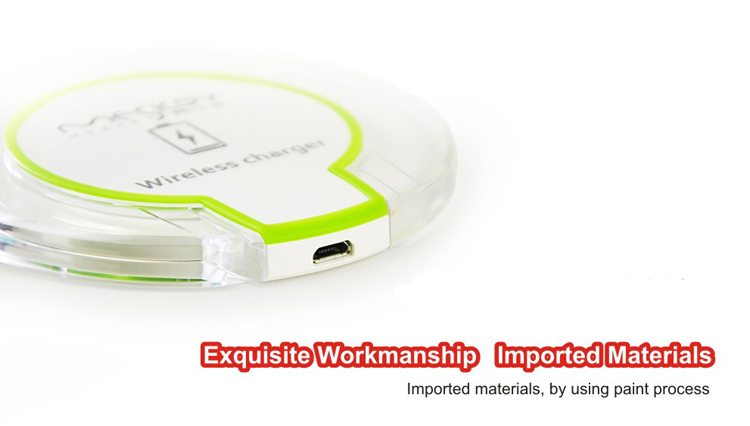 Wireless charger
Exquisite Workmanship Imported Materials
Imported materials, by using paint process